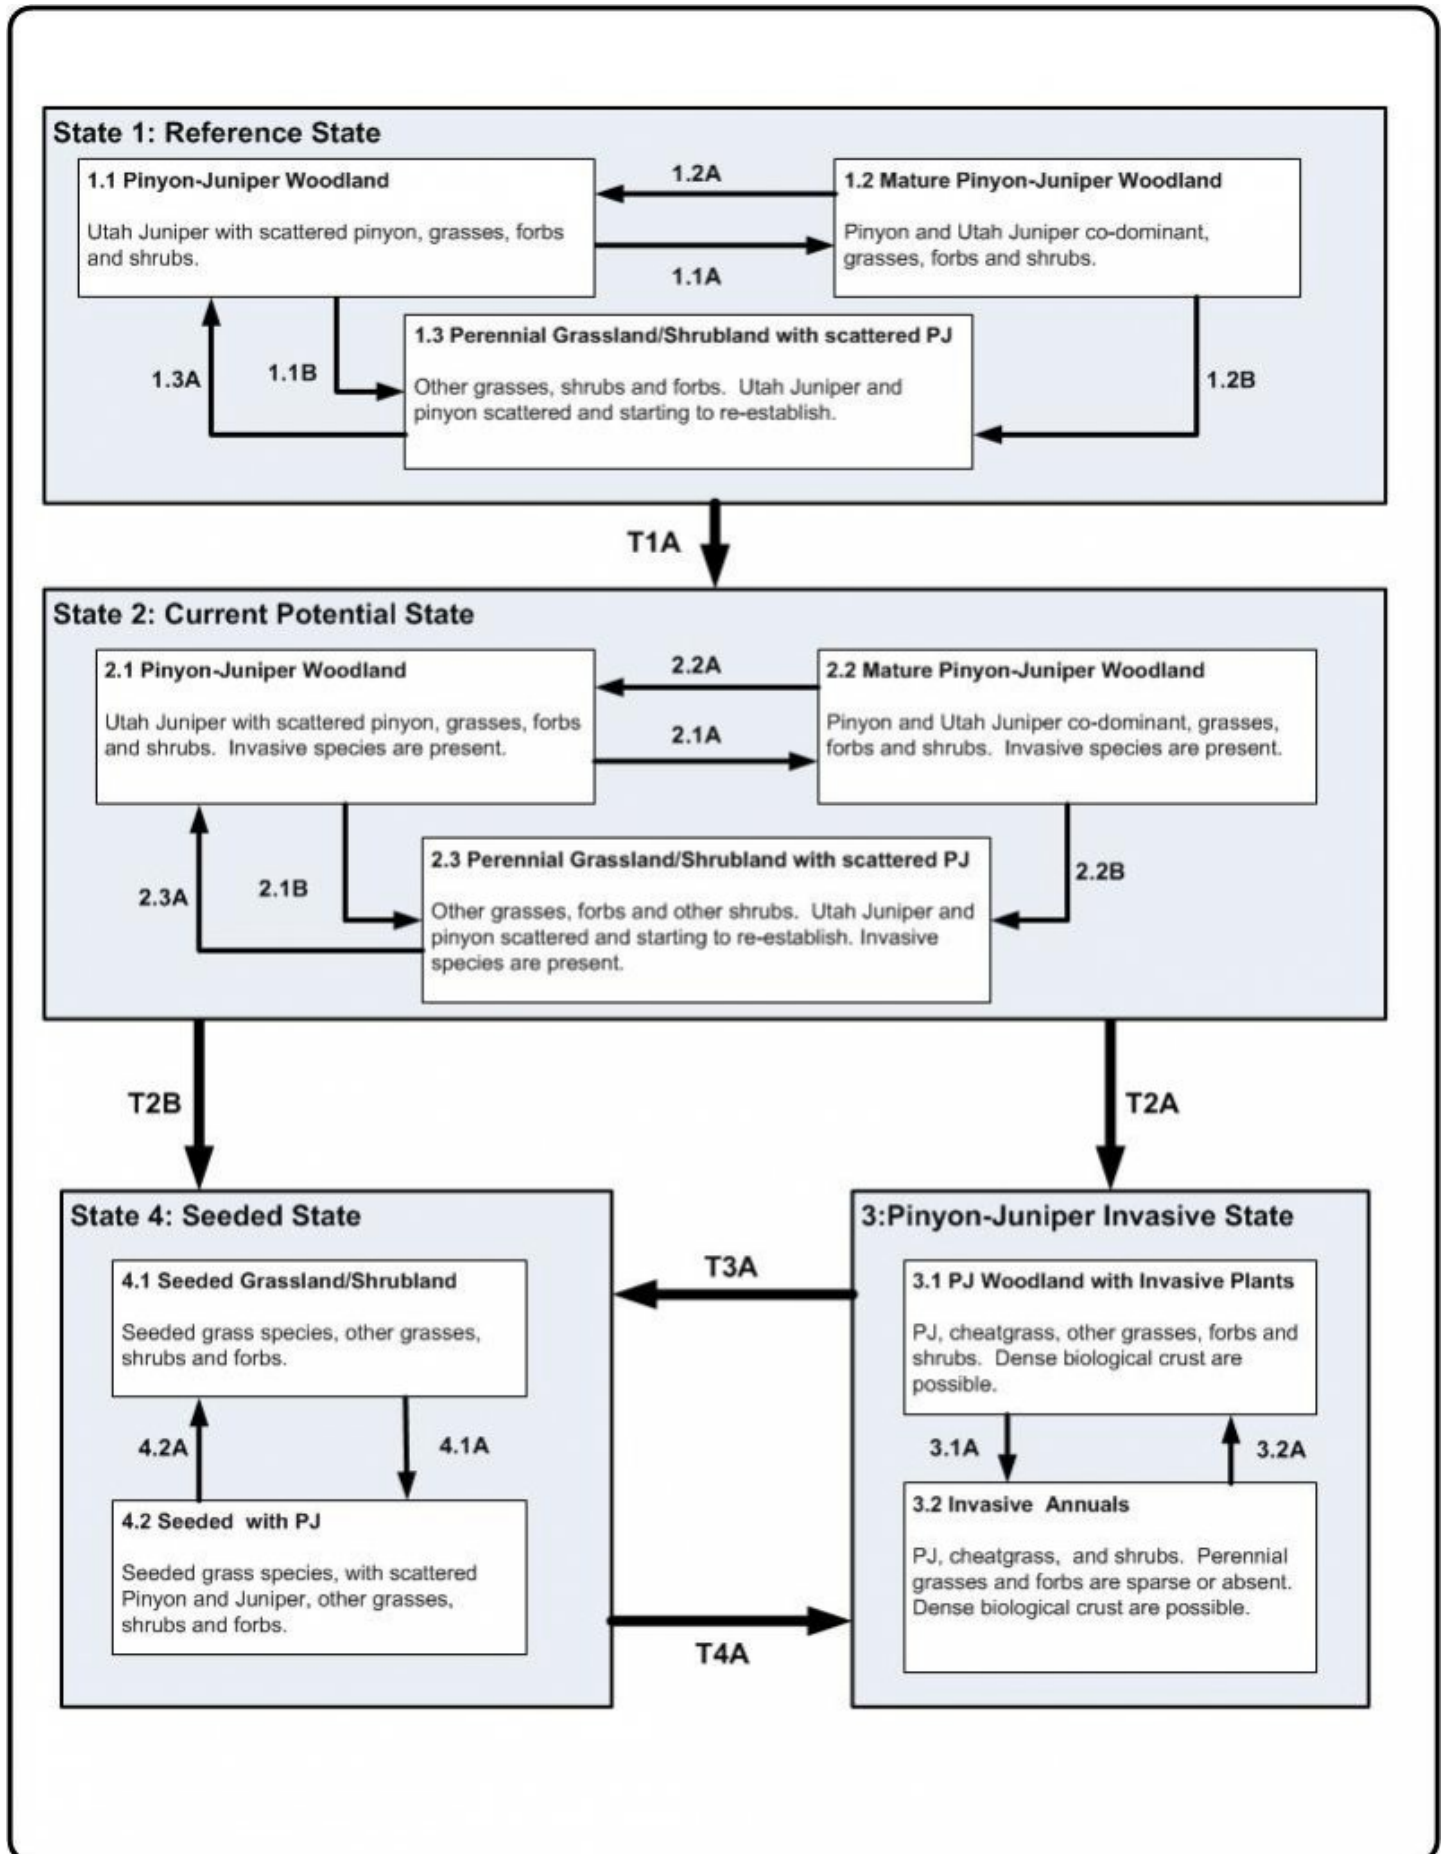 State 1: Reference State
1.1 Pinyon-Juniper Woodland
Utah Juniper with scattered pinyon, grasses, forbs
and shrubs.
1.2A
1.1A
1.2 Mature Pinyon-Juniper Woodland
Pinyon and Utah Juniper co-dominant,
grasses, forbs and shrubs.
1.3A
1.1B
1.3 Perennial Grassland/Shrubland with scattered PJ
Other grasses, shrubs and forbs. Utah Juniper and
pinyon scattered and starting to re-establish.
1.2B
T1A
State 2: Current Potential State
2.1 Pinyon-Juniper Woodland
Utah Juniper with scattered pinyon, grasses, forbs
and shrubs. Invasive species are present.
2.2A
2.1A
2.2 Mature Pinyon-Juniper Woodland
Pinyon and Utah Juniper co-dominant, grasses,
forbs and shrubs. Invasive species are present.
2.3A
2.1B
2.3 Perennial Grassland/Shrubland with scattered PJ
Other grasses, forbs and other shrubs. Utah Juniper and
pinyon scattered and starting to re-establish. Invasive
species are present.
2.2B
T2B
T2A
State 4: Seeded State
4.1 Seeded Grassland/Shrubland
Seeded grass species, other grasses,
shrubs and forbs.
4.2A
4.1A
4.2 Seeded with PJ
Seeded grass species, with scattered
Pinyon and Juniper, other grasses,
shrubs and forbs.
T3A
T4A
3:Pinyon-Juniper Invasive State
3.1 PJ Woodland with Invasive Plants
PJ, cheatgrass, other grasses, forbs and
shrubs. Dense biological crust are
possible.
3.1A
3.2A
3.2 Invasive Annuals
PJ, cheatgrass, and shrubs. Perennial
grasses and forbs are sparse or absent.
Dense biological crust are possible.